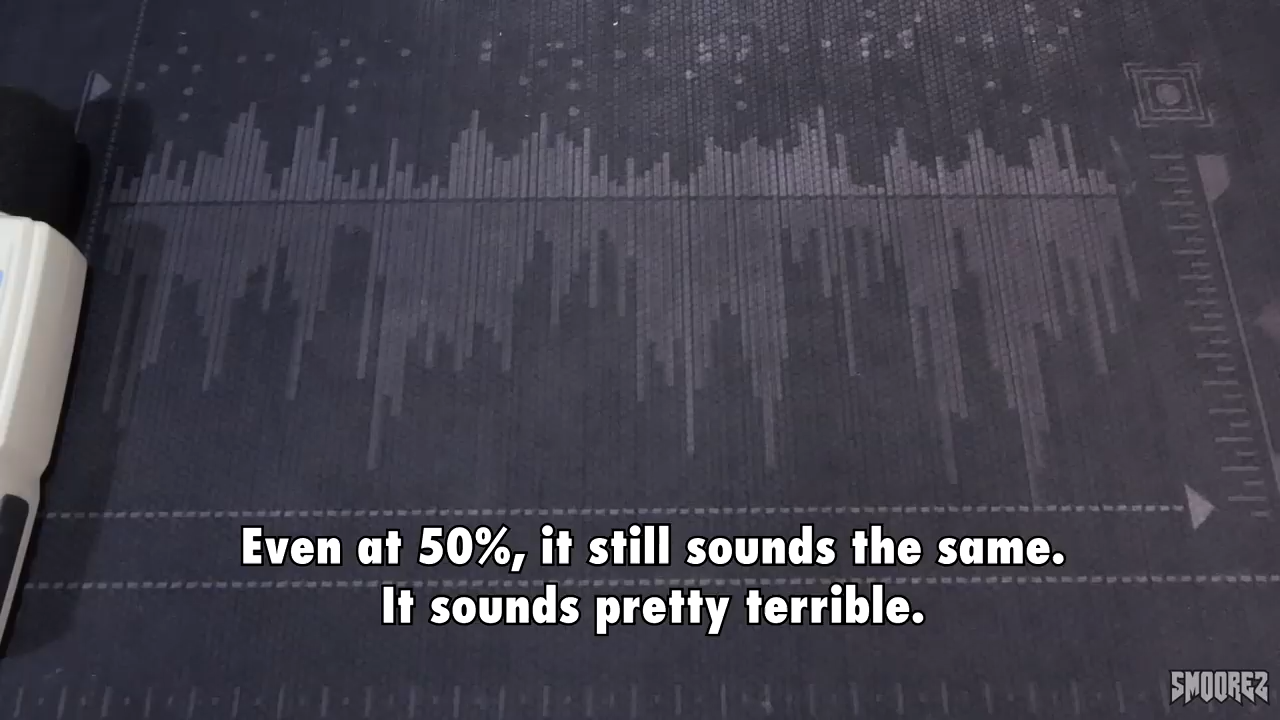 Even at 50%, it still sounds the same.
It sounds pretty terrible.
SMOOREZ